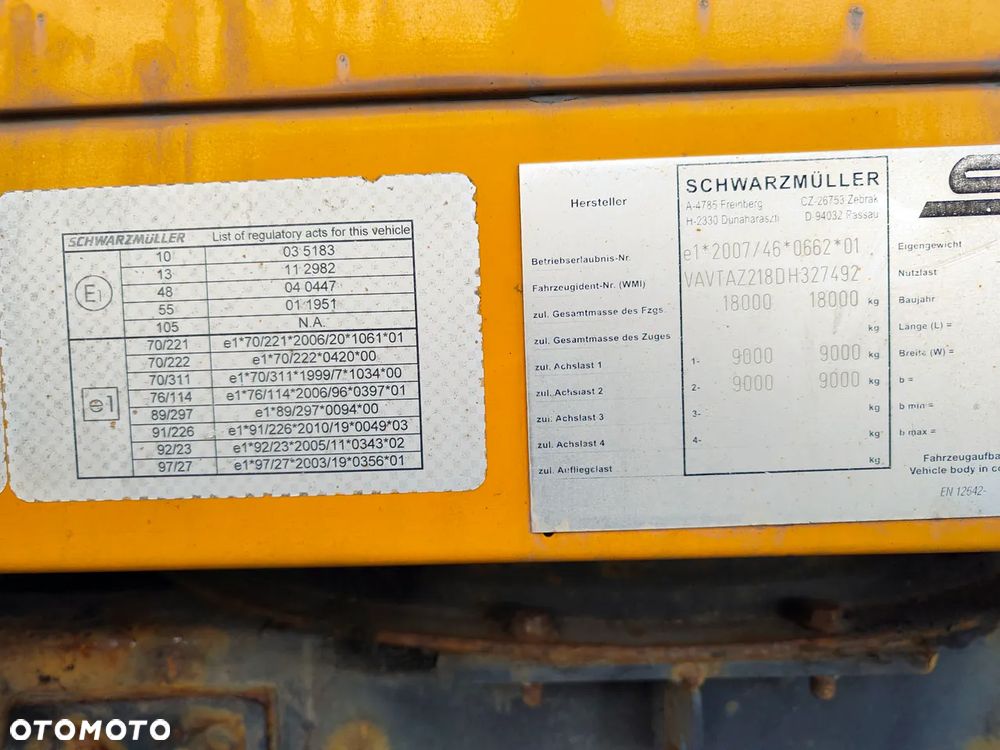 SCHWARZMÜLLER List of regulatory acts for this vehicle
E1
10 03 5183
13 11 2982
48 04 0447
55 01 1951
105 N.A.
e1
70/221 e1*70/221*2006/20*1061*01
70/222 e1*70/222*0420*00
70/311 e1*70/311*1999/7*1034*00
76/114 e1*76/114*2006/96*0397*01
89/297 e1*89/297*0094*00
91/226 e1*91/226*2010/19*0049*03
92/23 e1*92/23*2005/11*0343*02
97/27 e1*97/27*2003/19*0356*01
Hersteller
SCHWARZMÜLLER
A-4785 Freinberg CZ-26753 Zebrak
H-2330 Dunaharaszti D-94032 Passau
Betriebserlaubnis-Nr. e1*2007/46*0662*01
Fahrzeugident-Nr. (WMI) VAVTAZ218DH327492
zul. Gesamtmasse des Fzgs. 18000 18000 kg
zul. Gesamtmasse des Zuges kg
zul. Achslast 1 1- 9000 9000 kg
zul. Achslast 2 2- 9000 9000 kg
zul. Achslast 3 3- kg
zul. Achslast 4 4- kg
zul. Aufliegelast kg
Eigengewicht
Nutzlast
Baujahr
Länge (L) =
Breite (W) =
b =
b min =
b max =
Fahrzeugaufba
Vehicle body in co
EN 12642-
OTOMOTO